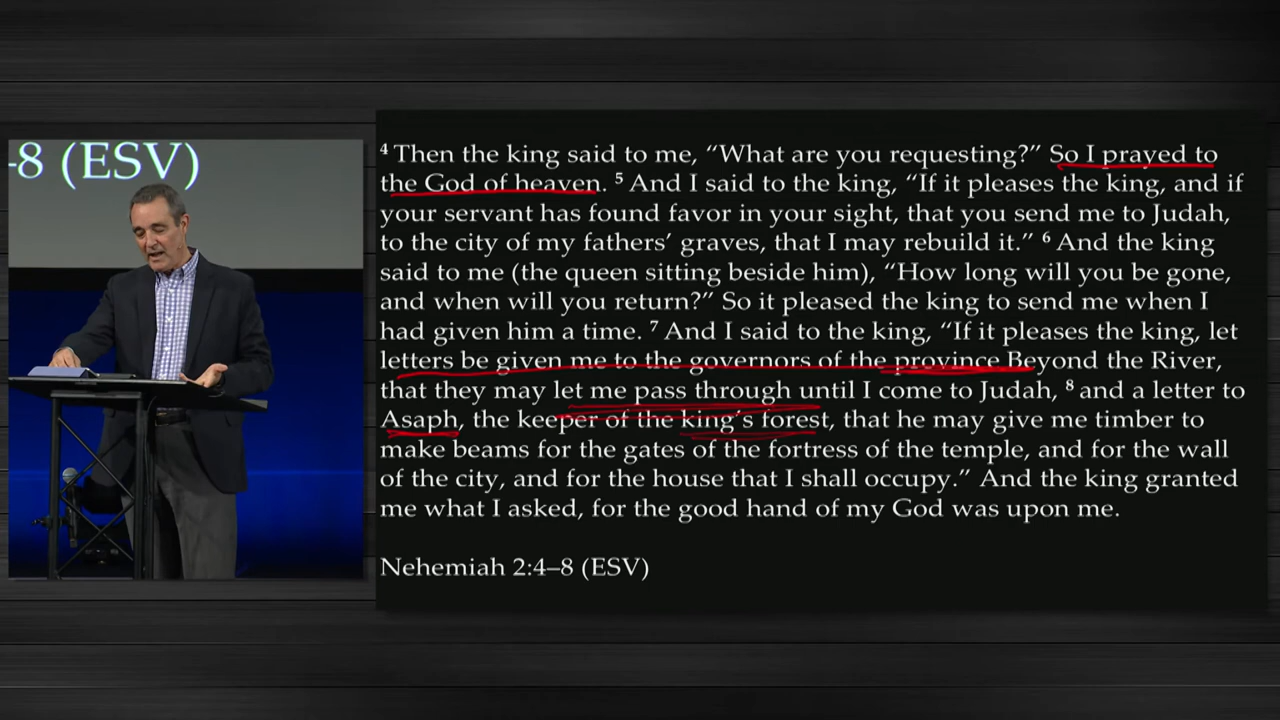 -8 (ESV)
⁴ Then the king said to me, “What are you requesting?” So I prayed to
the God of heaven. ⁵ And I said to the king, “If it pleases the king, and if
your servant has found favor in your sight, that you send me to Judah,
to the city of my fathers’ graves, that I may rebuild it.” ⁶ And the king
said to me (the queen sitting beside him), “How long will you be gone,
and when will you return?” So it pleased the king to send me when I
had given him a time. ⁷ And I said to the king, “If it pleases the king, let
letters be given me to the governors of the province Beyond the River,
that they may let me pass through until I come to Judah, ⁸ and a letter to
Asaph, the keeper of the king’s forest, that he may give me timber to
make beams for the gates of the fortress of the temple, and for the wall
of the city, and for the house that I shall occupy.” And the king granted
me what I asked, for the good hand of my God was upon me.
Nehemiah 2:4–8 (ESV)